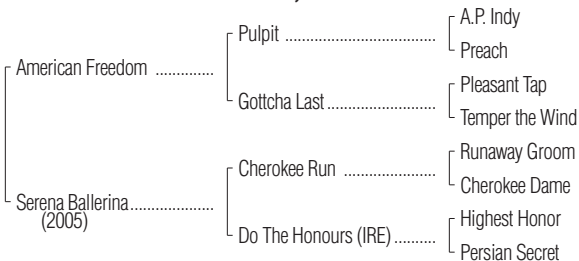 A.P. Indy
Pulpit ....................................
Preach
American Freedom ..............
Pleasant Tap
Gottcha Last..........................
Temper the Wind
Runaway Groom
Cherokee Run ......................
Cherokee Dame
Serena Ballerina....................
(2005)
Highest Honor
Do The Honours (IRE) ..........
Persian Secret